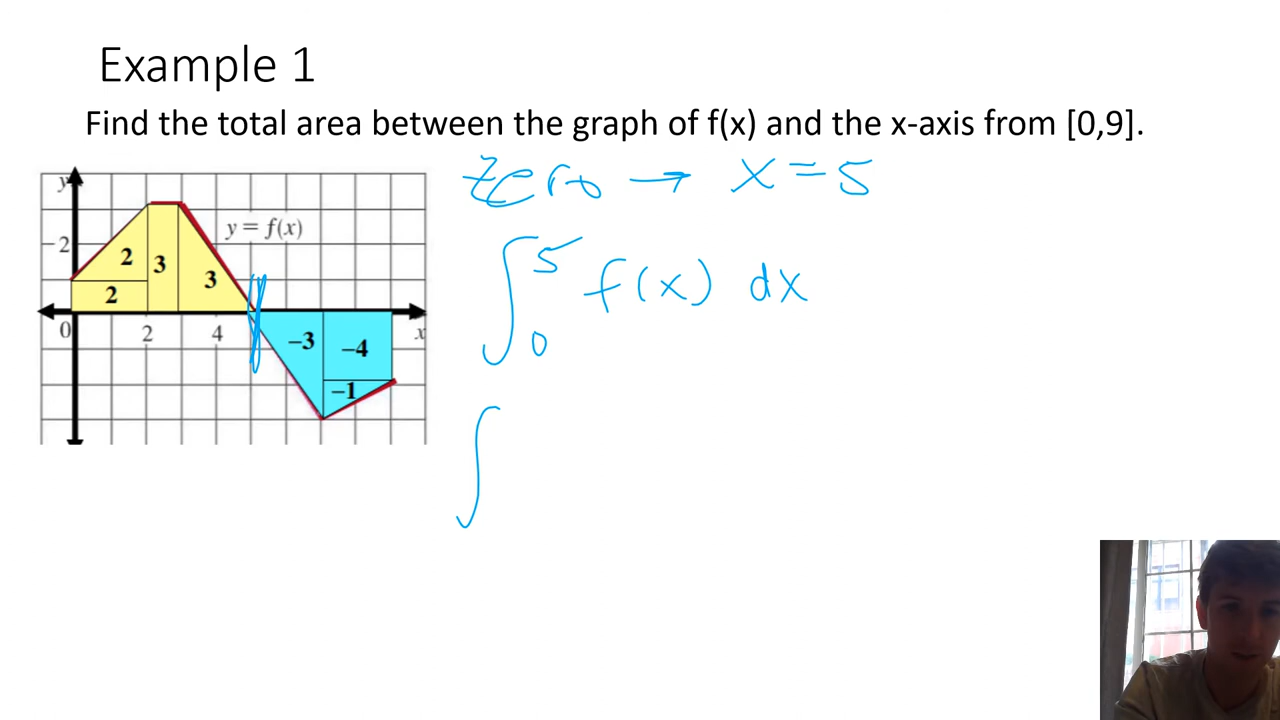 Example 1
Find the total area between the graph of f(x) and the x-axis from [0,9].
zero → x = 5
y
y = f(x)
2
2
3
3
2
0
2
4
x
−3
−4
−1
∫₀⁵ f(x) dx
∫